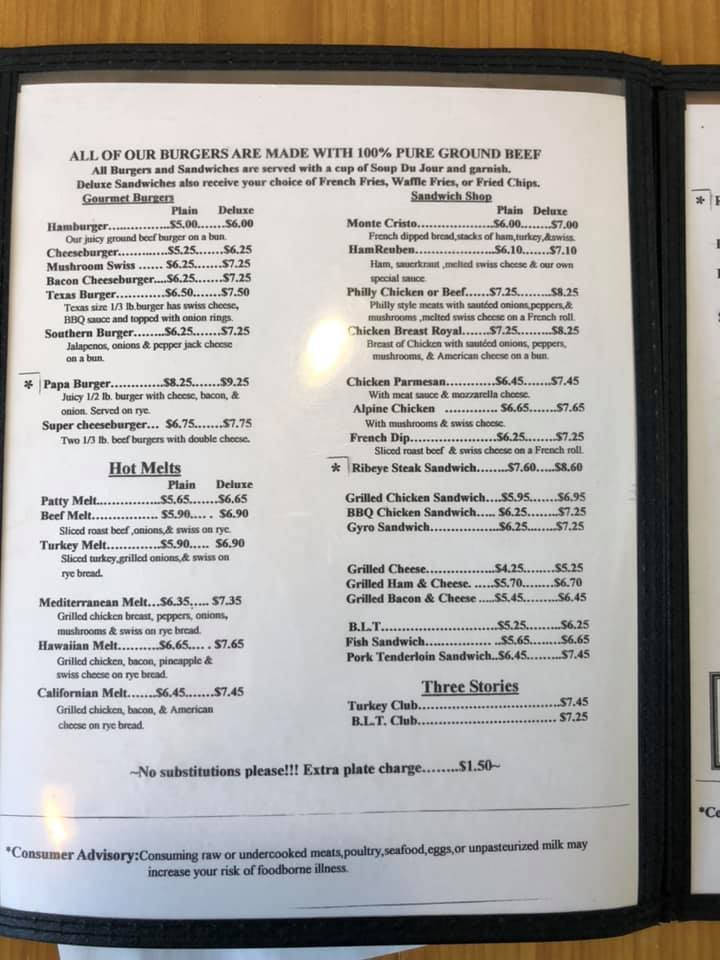 ALL OF OUR BURGERS ARE MADE WITH 100% PURE GROUND BEEF
All Burgers and Sandwiches are served with a cup of Soup Du Jour and garnish.
Deluxe Sandwiches also receive your choice of French Fries, Waffle Fries, or Fried Chips.
Gourmet Burgers
Plain Deluxe
Hamburger.................$5.00.......$6.00
Our juicy ground beef burger on a bun.
Cheeseburger...........$5.25.......$6.25
Mushroom Swiss ...... $6.25.......$7.25
Bacon Cheeseburger....$6.25.......$7.25
Texas Burger..............$6.50.......$7.50
Texas size 1/3 lb.burger has swiss cheese,
BBQ sauce and topped with onion rings.
Southern Burger........$6.25.......$7.25
Jalapenos, onions & pepper jack cheese
on a bun.
* Papa Burger.............$8.25.......$9.25
Juicy 1/2 lb. burger with cheese, bacon, &
onion. Served on rye.
Super cheeseburger... $6.75.......$7.75
Two 1/3 lb. beef burgers with double cheese.
Hot Melts
Plain Deluxe
Patty Melt..............$5.65.......$6.65
Beef Melt............... $5.90.... . $6.90
Sliced roast beef ,onions,& swiss on rye.
Turkey Melt.............$5.90..... $6.90
Sliced turkey,grilled onions,& swiss on
rye bread.
Mediterranean Melt...$6.35..... $7.35
Grilled chicken breast, peppers, onions,
mushrooms & swiss on rye bread.
Hawaiian Melt..........$6.65.... . $7.65
Grilled chicken, bacon, pineapple &
swiss cheese on rye bread.
Californian Melt.......$6.45.......$7.45
Grilled chicken, bacon, & American
cheese on rye bread.
Sandwich Shop
Plain Deluxe
Monte Cristo..........................$6.00........$7.00
French dipped bread,stacks of ham,turkey,&swiss.
HamReuben..........................$6.10.......$7.10
Ham, sauerkraut ,melted swiss cheese & our own
special sauce.
Philly Chicken or Beef......$7.25.........$8.25
Philly style meats with sautéed onions,peppers,&
mushrooms ,melted swiss cheese on a French roll.
Chicken Breast Royal.......$7.25.........$8.25
Breast of Chicken with sautéed onions, peppers,
mushrooms, & American cheese on a bun.
Chicken Parmesan............$6.45.......$7.45
With meat sauce & mozzarella cheese.
Alpine Chicken ............. $6.65......$7.65
With mushrooms & swiss cheese.
French Dip......................$6.25........$7.25
Sliced roast beef & swiss cheese on a French roll.
* Ribeye Steak Sandwich........$7.60.....$8.60
Grilled Chicken Sandwich....$5.95.......$6.95
BBQ Chicken Sandwich..... $6.25........$7.25
Gyro Sandwich..................$6.25........$7.25
Grilled Cheese....................$4.25........$5.25
Grilled Ham & Cheese. .....$5.70........$6.70
Grilled Bacon & Cheese .....$5.45.........$6.45
B.L.T................................$5.25.........$6.25
Fish Sandwich.................. ..$5.65........$6.65
Pork Tenderloin Sandwich..$6.45.........$7.45
Three Stories
Turkey Club........................................$7.45
B.L.T. Club....................................... $7.25
~No substitutions please!!! Extra plate charge........$1.50~
*Consumer Advisory:Consuming raw or undercooked meats,poultry,seafood,eggs,or unpasteurized milk may
increase your risk of foodborne illness.
*
*Co